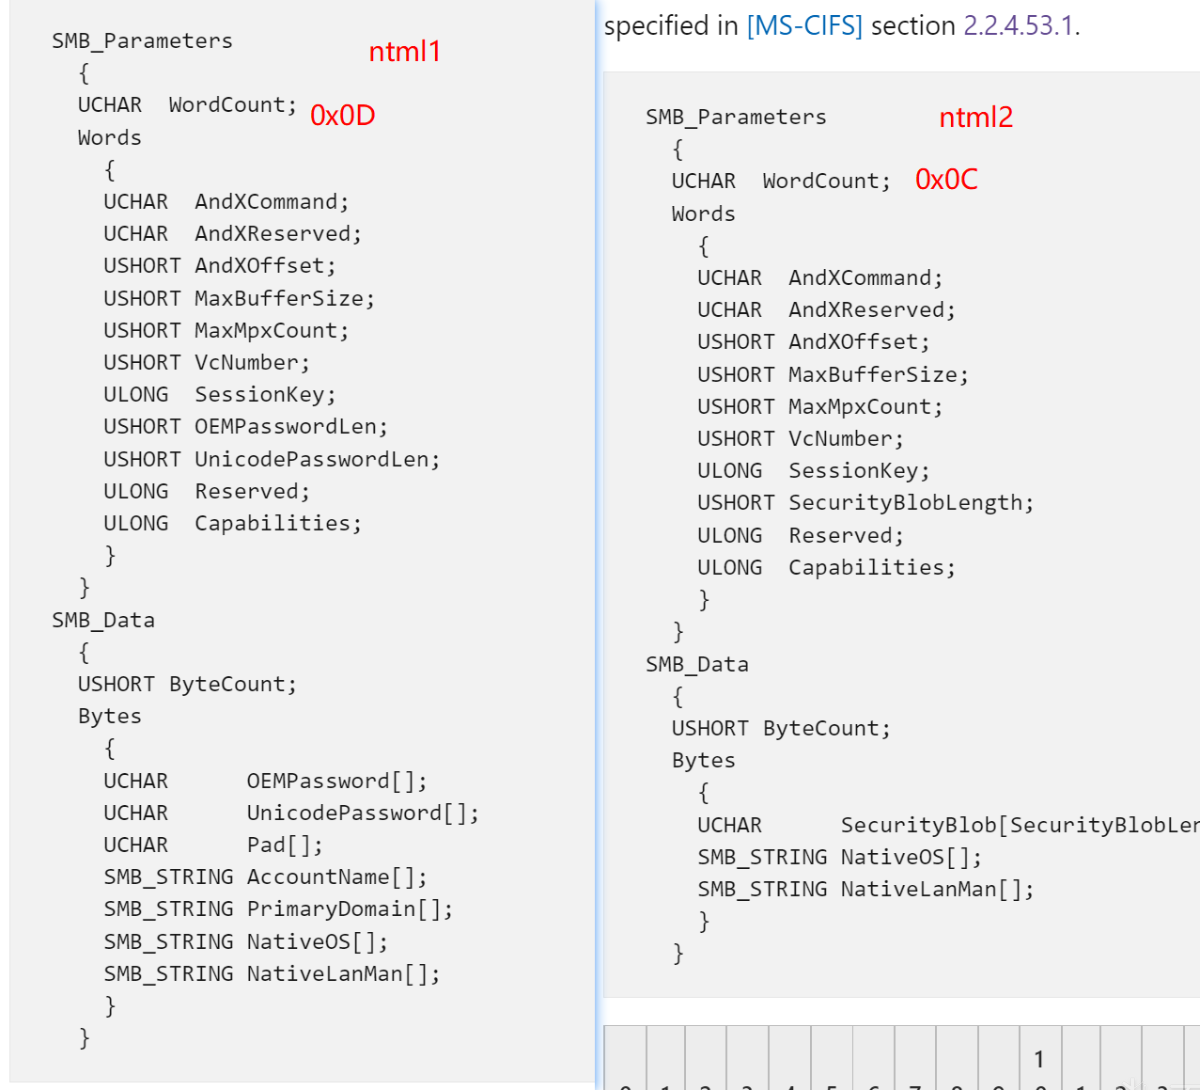 SMB_Parameters
ntml1
{
UCHAR WordCount;
0x0D
Words
{
UCHAR AndXCommand;
UCHAR AndXReserved;
USHORT AndXOffset;
USHORT MaxBufferSize;
USHORT MaxMpxCount;
USHORT VcNumber;
ULONG SessionKey;
USHORT OEMPasswordLen;
USHORT UnicodePasswordLen;
ULONG Reserved;
ULONG Capabilities;
}
}
SMB_Data
{
USHORT ByteCount;
Bytes
{
UCHAR OEMPassword[];
UCHAR UnicodePassword[];
UCHAR Pad[];
SMB_STRING AccountName[];
SMB_STRING PrimaryDomain[];
SMB_STRING NativeOS[];
SMB_STRING NativeLanMan[];
}
}
specified in [MS-CIFS] section 2.2.4.53.1.
SMB_Parameters
ntml2
{
UCHAR WordCount;
0x0C
Words
{
UCHAR AndXCommand;
UCHAR AndXReserved;
USHORT AndXOffset;
USHORT MaxBufferSize;
USHORT MaxMpxCount;
USHORT VcNumber;
ULONG SessionKey;
USHORT SecurityBlobLength;
ULONG Reserved;
ULONG Capabilities;
}
}
SMB_Data
{
USHORT ByteCount;
Bytes
{
UCHAR SecurityBlob[SecurityBlobLen
SMB_STRING NativeOS[];
SMB_STRING NativeLanMan[];
}
}
1